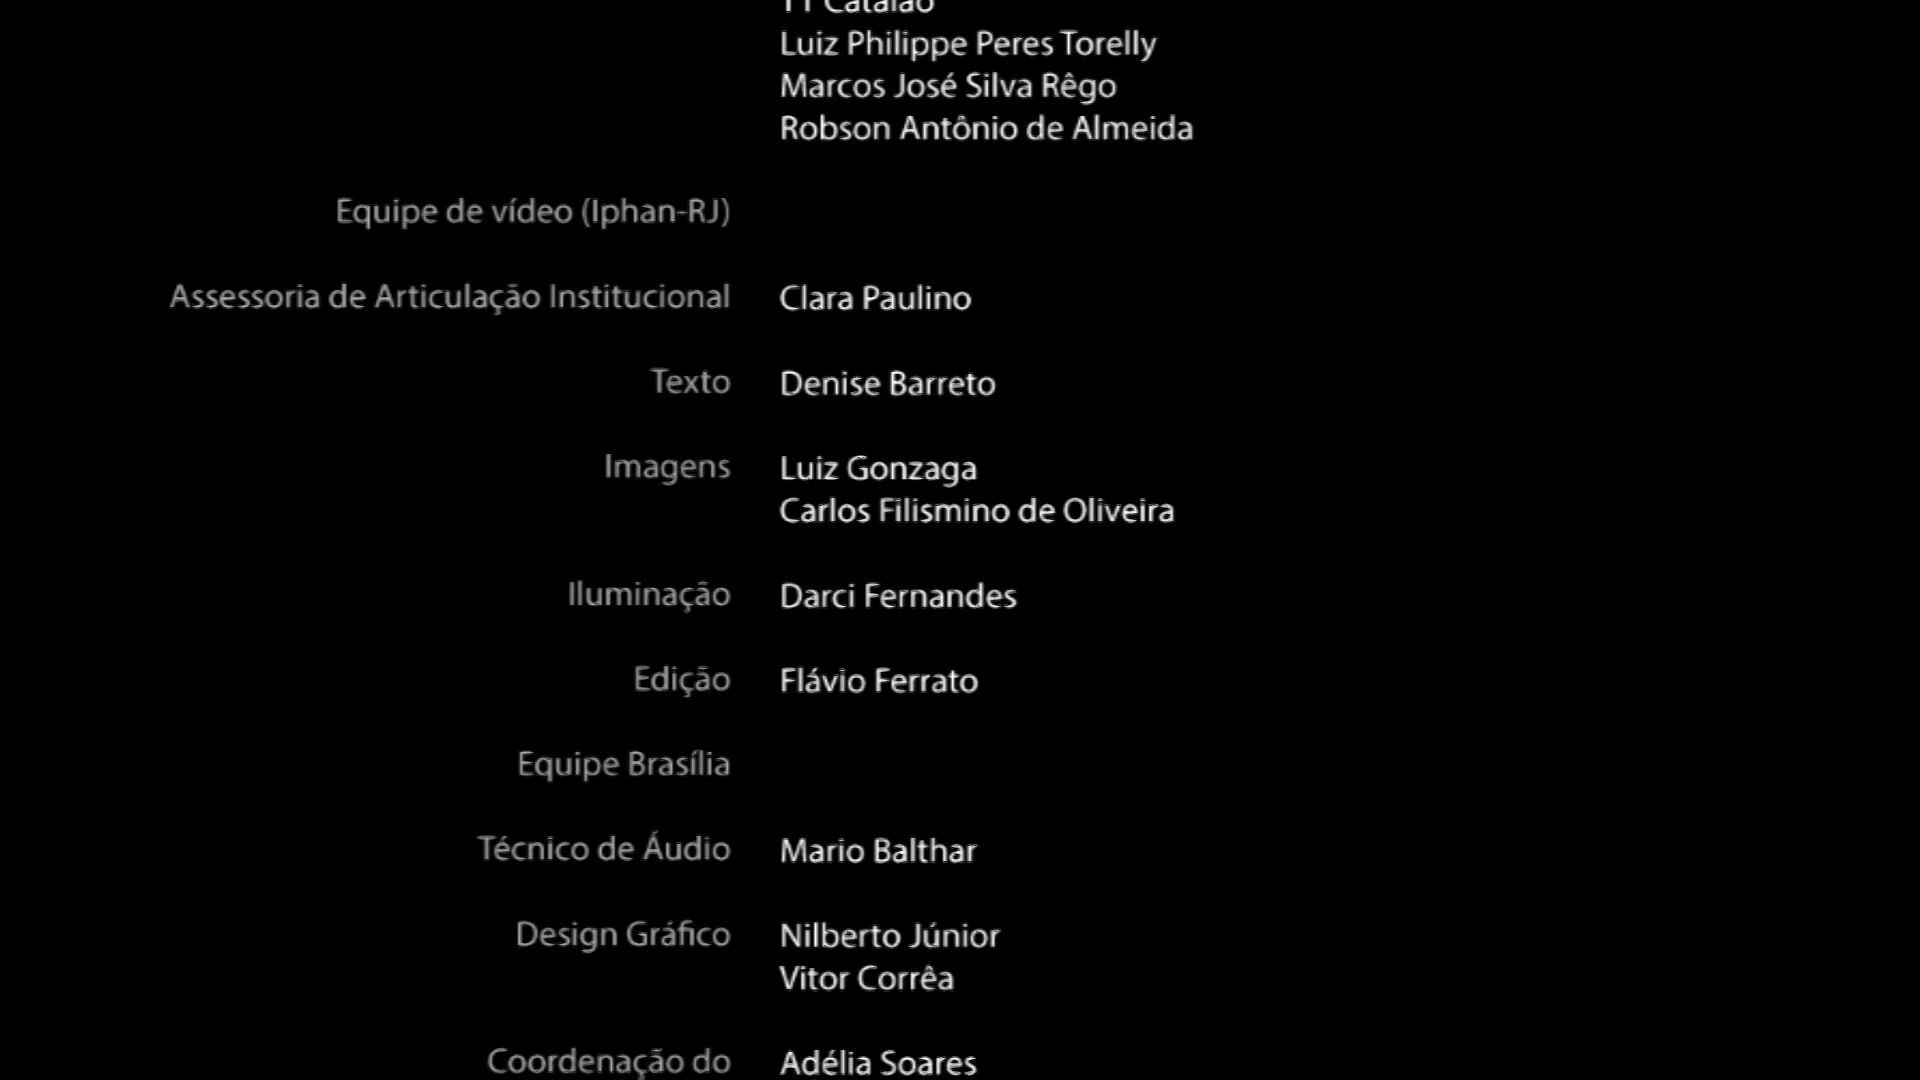 TT Catalão
Luiz Philippe Peres Torelly
Marcos José Silva Rêgo
Robson Antônio de Almeida
Equipe de vídeo (Iphan-RJ)
Assessoria de Articulação Institucional Clara Paulino
Texto Denise Barreto
Imagens Luiz Gonzaga
Carlos Filismino de Oliveira
Iluminação Darci Fernandes
Edição Flávio Ferrato
Equipe Brasília
Técnico de Áudio Mario Balthar
Design Gráfico Nilberto Júnior
Vitor Corrêa
Coordenação do Adélia Soares